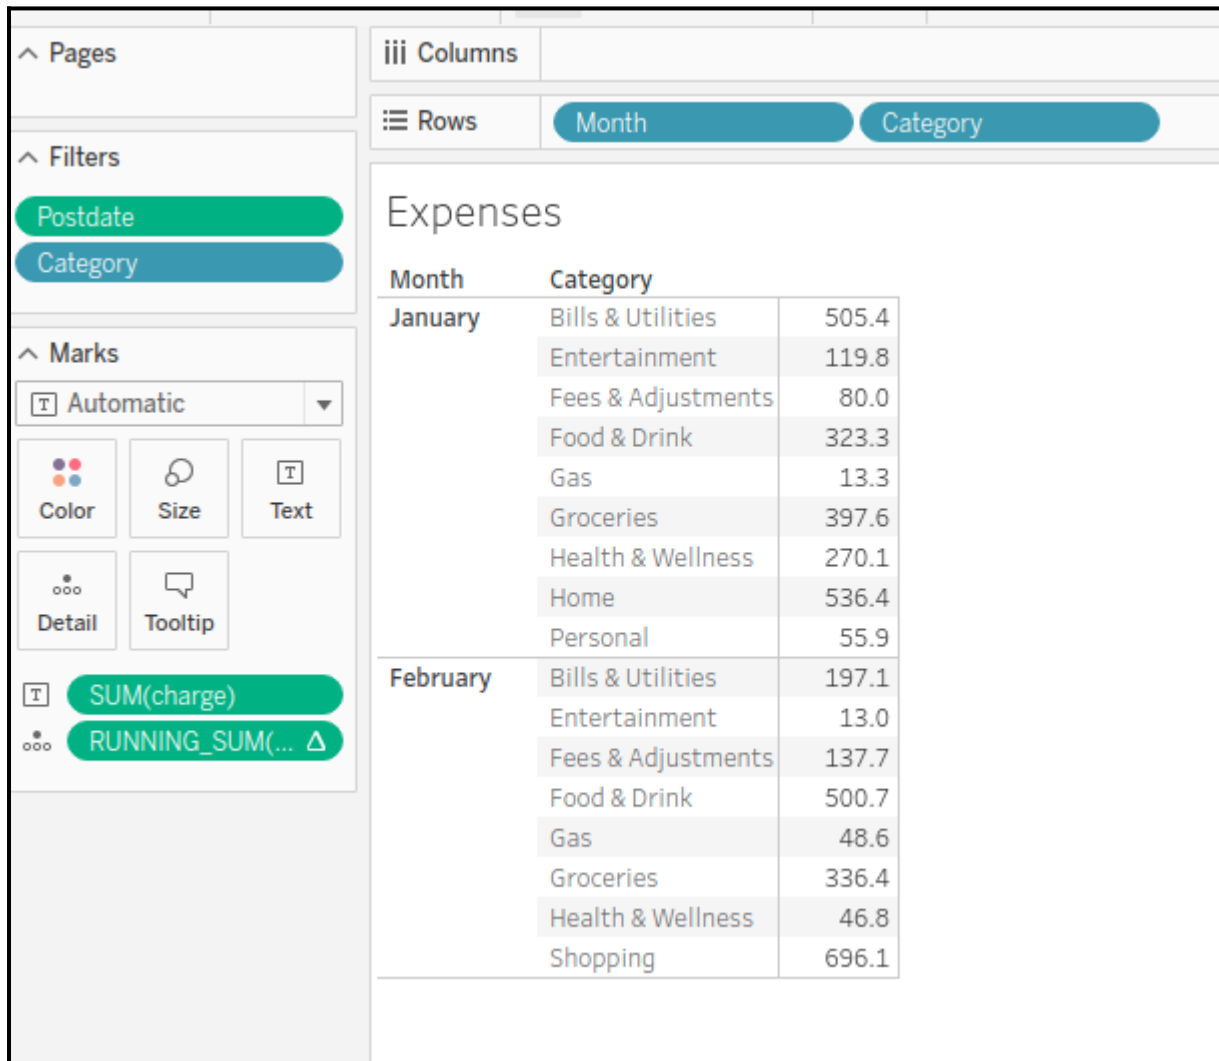 Pages
iii Columns
Rows Month Category
Filters
Postdate
Category
Marks
T Automatic
Color Size T Text
Detail Tooltip
T SUM(charge)
RUNNING_SUM(... Δ
Expenses
Month Category
January Bills & Utilities 505.4
Entertainment 119.8
Fees & Adjustments 80.0
Food & Drink 323.3
Gas 13.3
Groceries 397.6
Health & Wellness 270.1
Home 536.4
Personal 55.9
February Bills & Utilities 197.1
Entertainment 13.0
Fees & Adjustments 137.7
Food & Drink 500.7
Gas 48.6
Groceries 336.4
Health & Wellness 46.8
Shopping 696.1